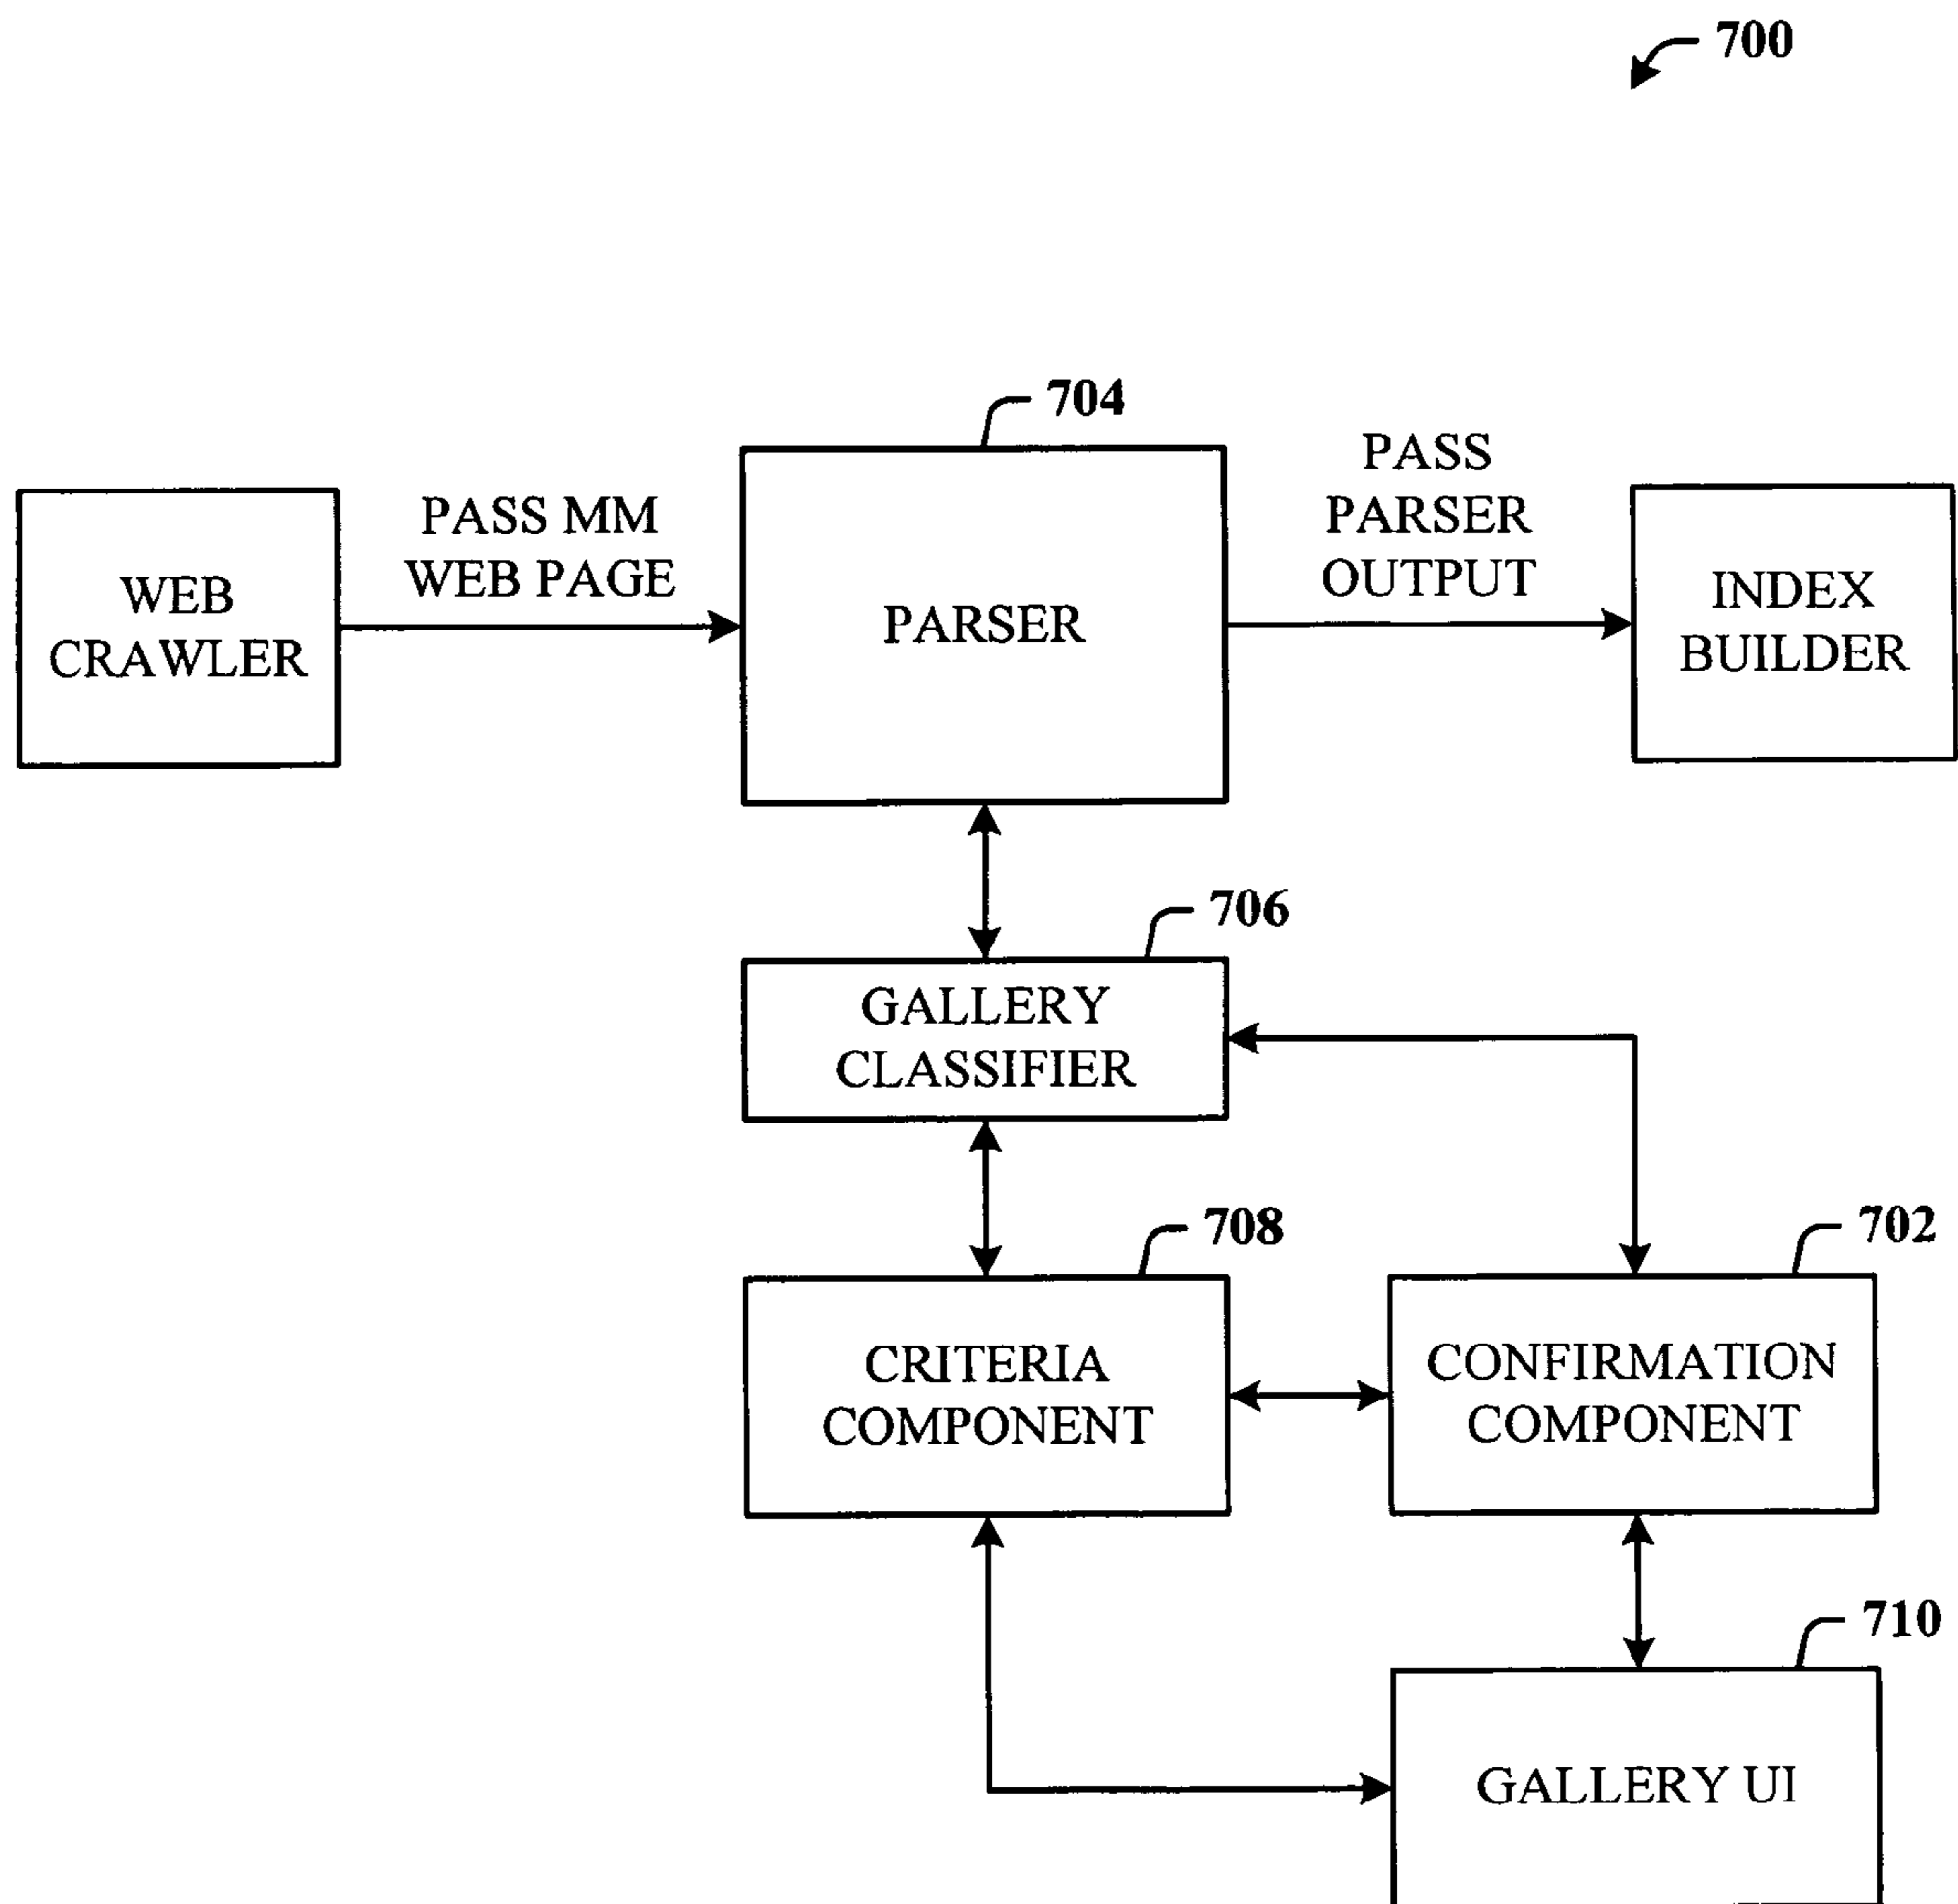 700
704
PASS MM
WEB PAGE
PASS
PARSER
OUTPUT
WEB
CRAWLER
PARSER
INDEX
BUILDER
706
GALLERY
CLASSIFIER
708
702
CRITERIA
COMPONENT
CONFIRMATION
COMPONENT
710
GALLERY UI